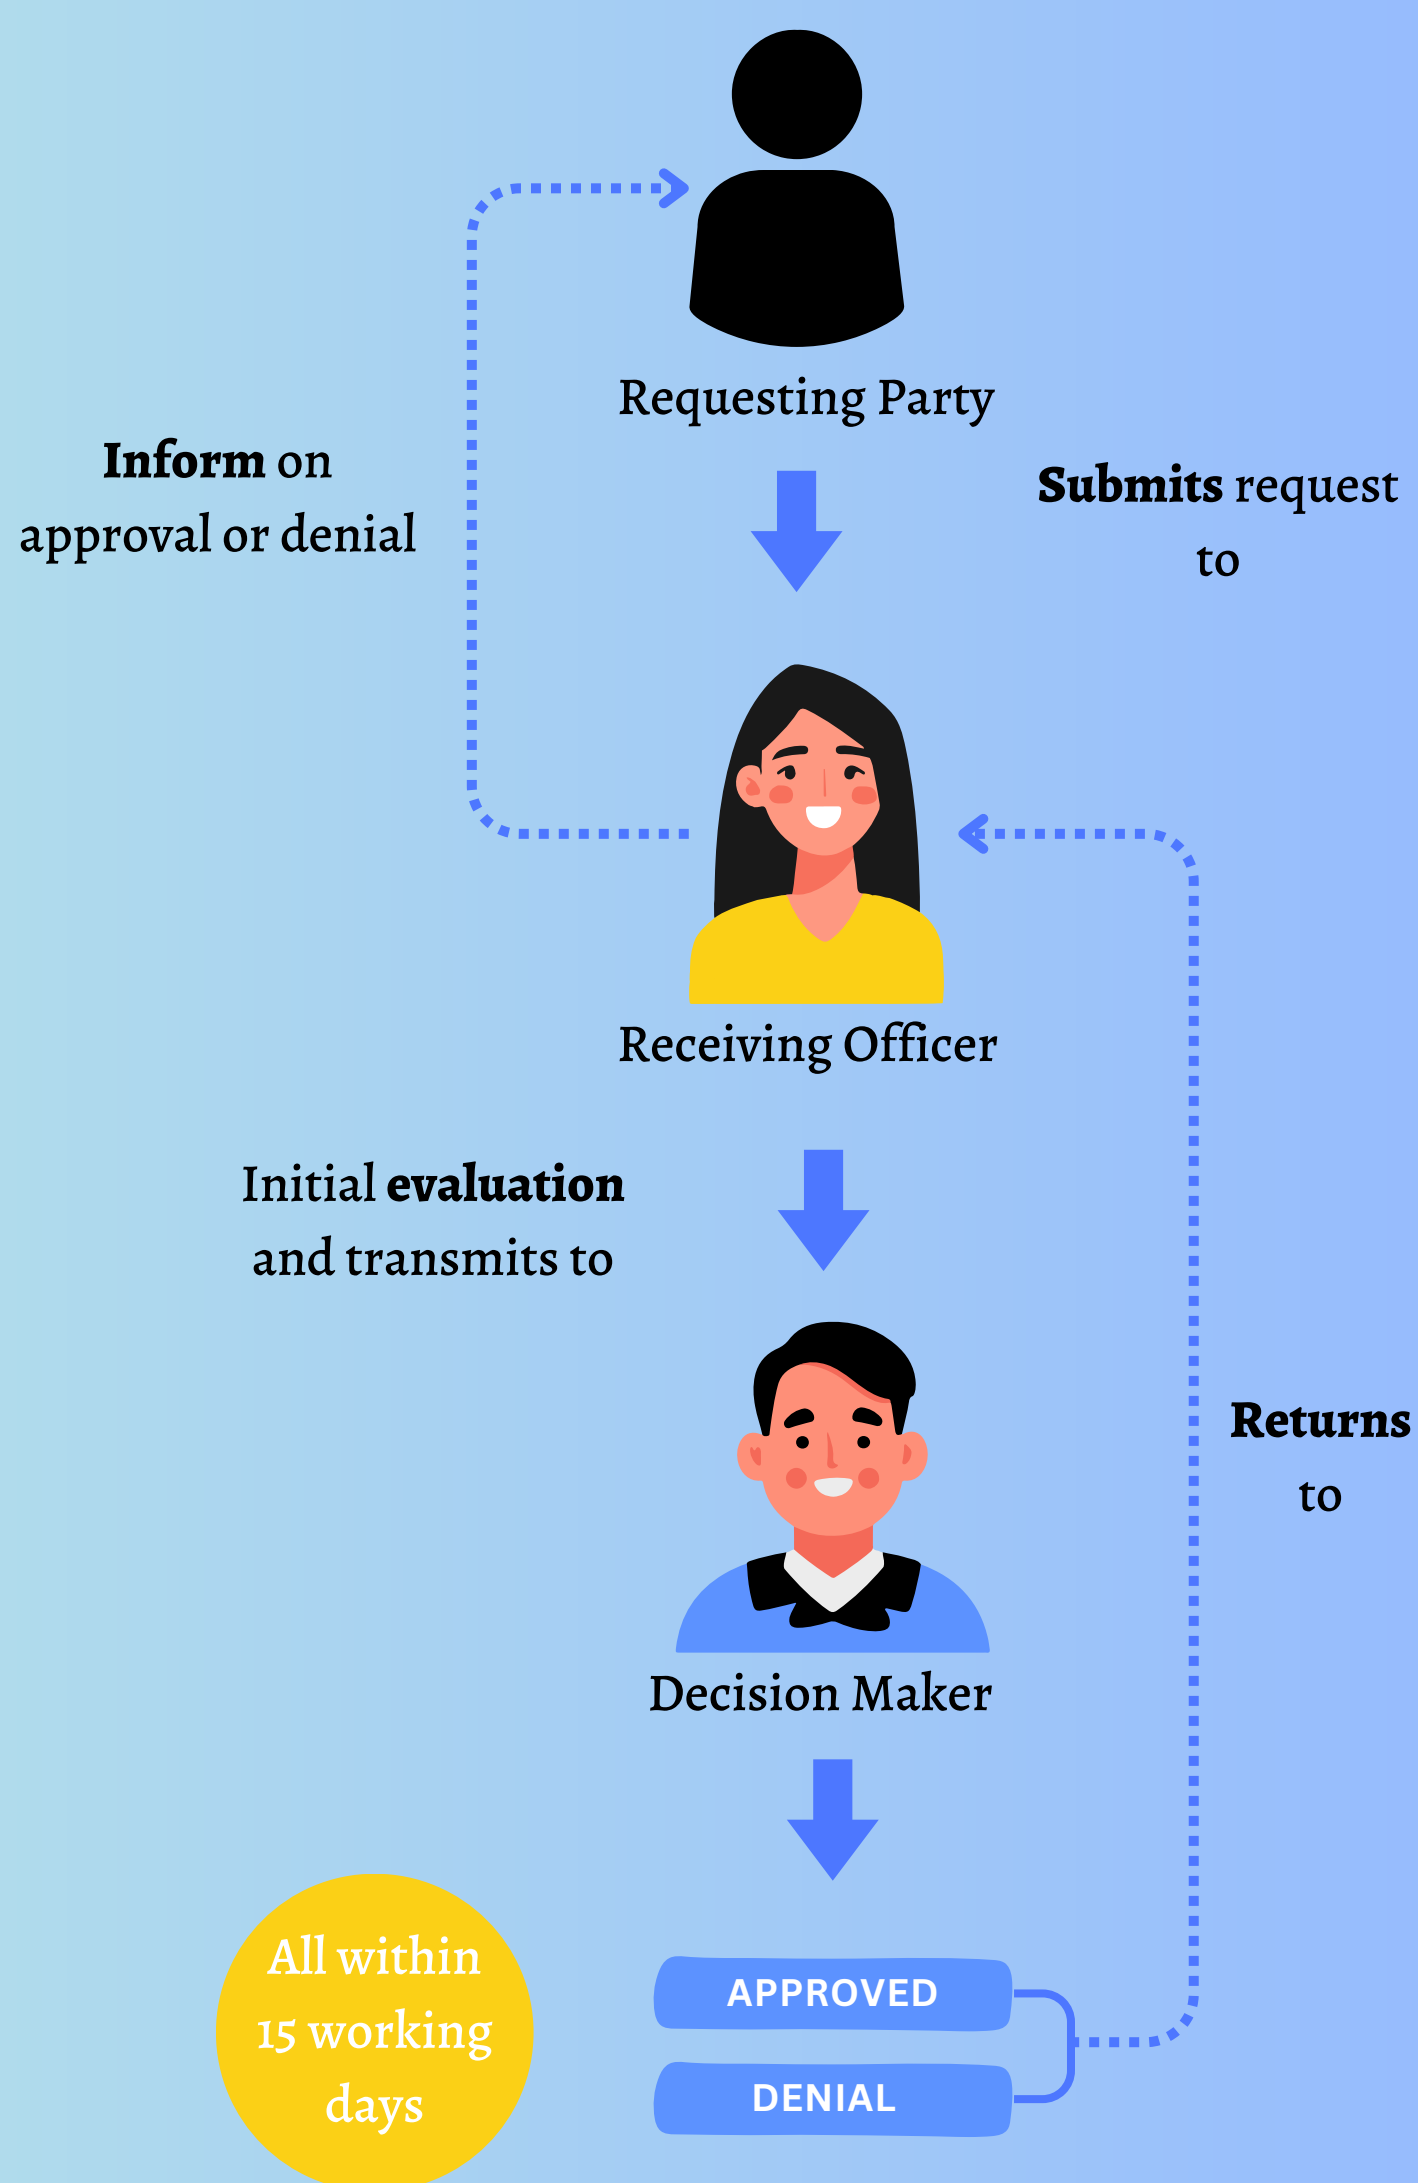 Requesting Party
Inform on
approval or denial
Submits request
to
Receiving Officer
Initial evaluation
and transmits to
Returns
to
Decision Maker
All within
15 working
days
APPROVED
DENIAL